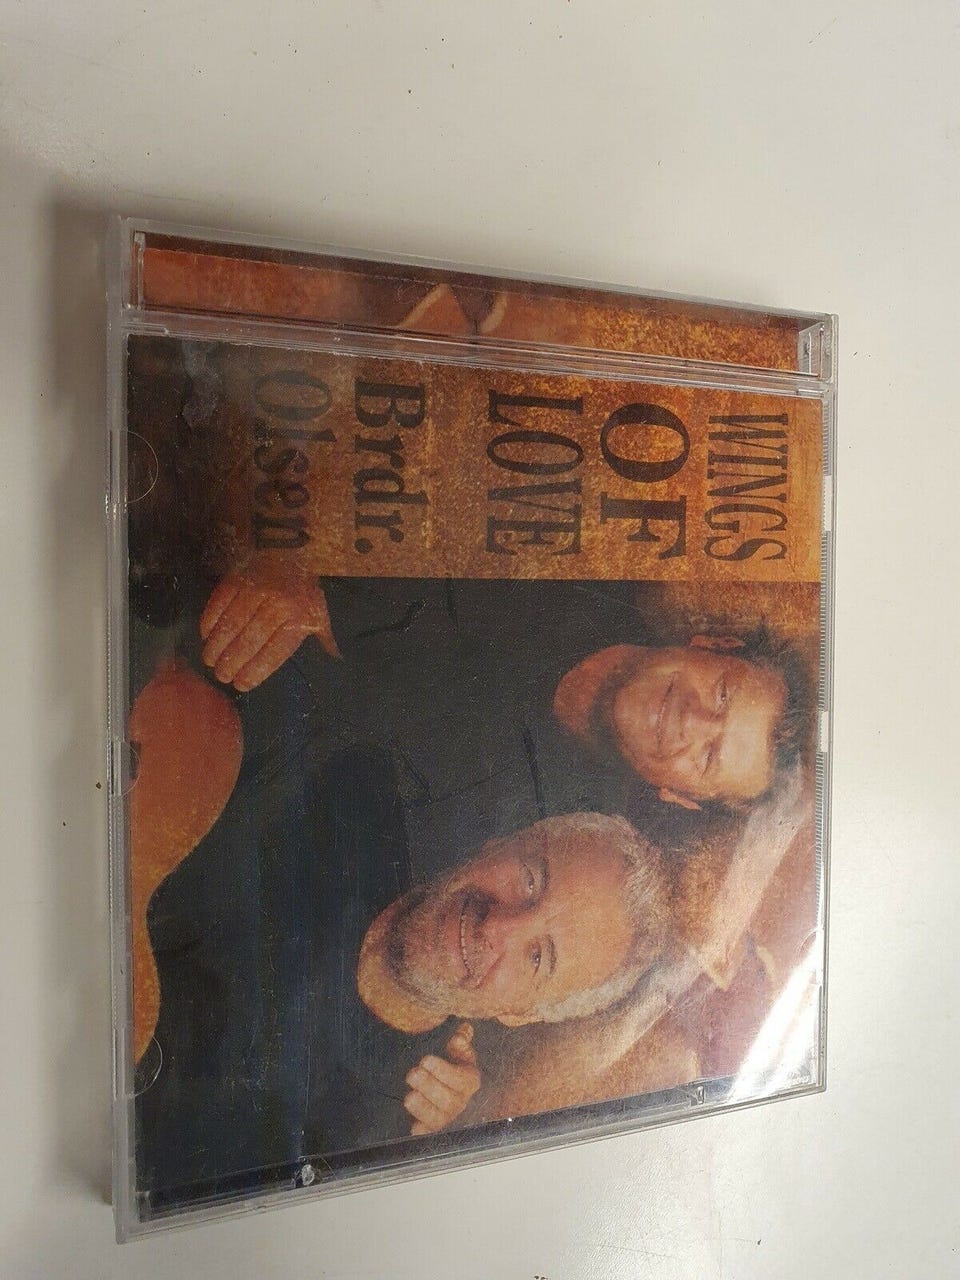 WINGS
OF
LOVE
Brdr.
Olsen